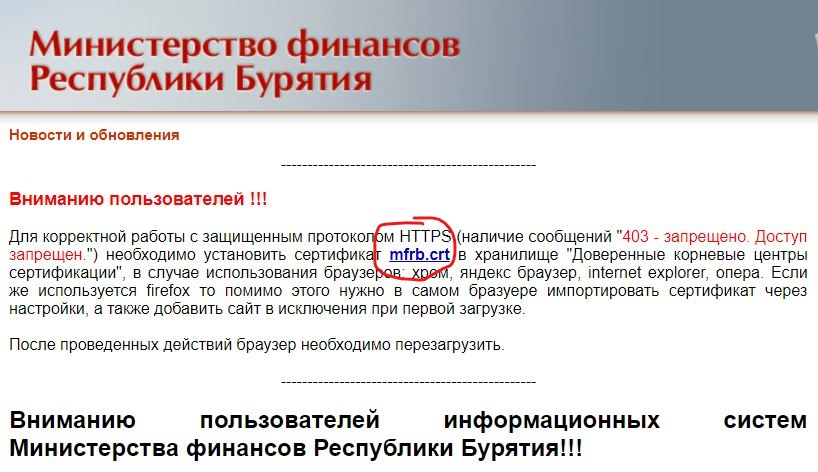 Министерство финансов
Республики Бурятия
Новости и обновления
-------------------------------------------------
Вниманию пользователей !!!
Для корректной работы с защищенным протоколом HTTPS (наличие сообщений "403 - запрещено. Доступ
запрещен.") необходимо установить сертификат mfrb.crt в хранилище "Доверенные корневые центры
сертификации", в случае использования браузеров: хром, яндекс браузер, internet explorer, опера. Если
же используется firefox то помимо этого нужно в самом бразуере импортировать сертификат через
настройки, а также добавить сайт в исключения при первой загрузке.
После проведенных действий браузер необходимо перезагрузить.
-------------------------------------------------
Вниманию пользователей информационных систем
Министерства финансов Республики Бурятия!!!